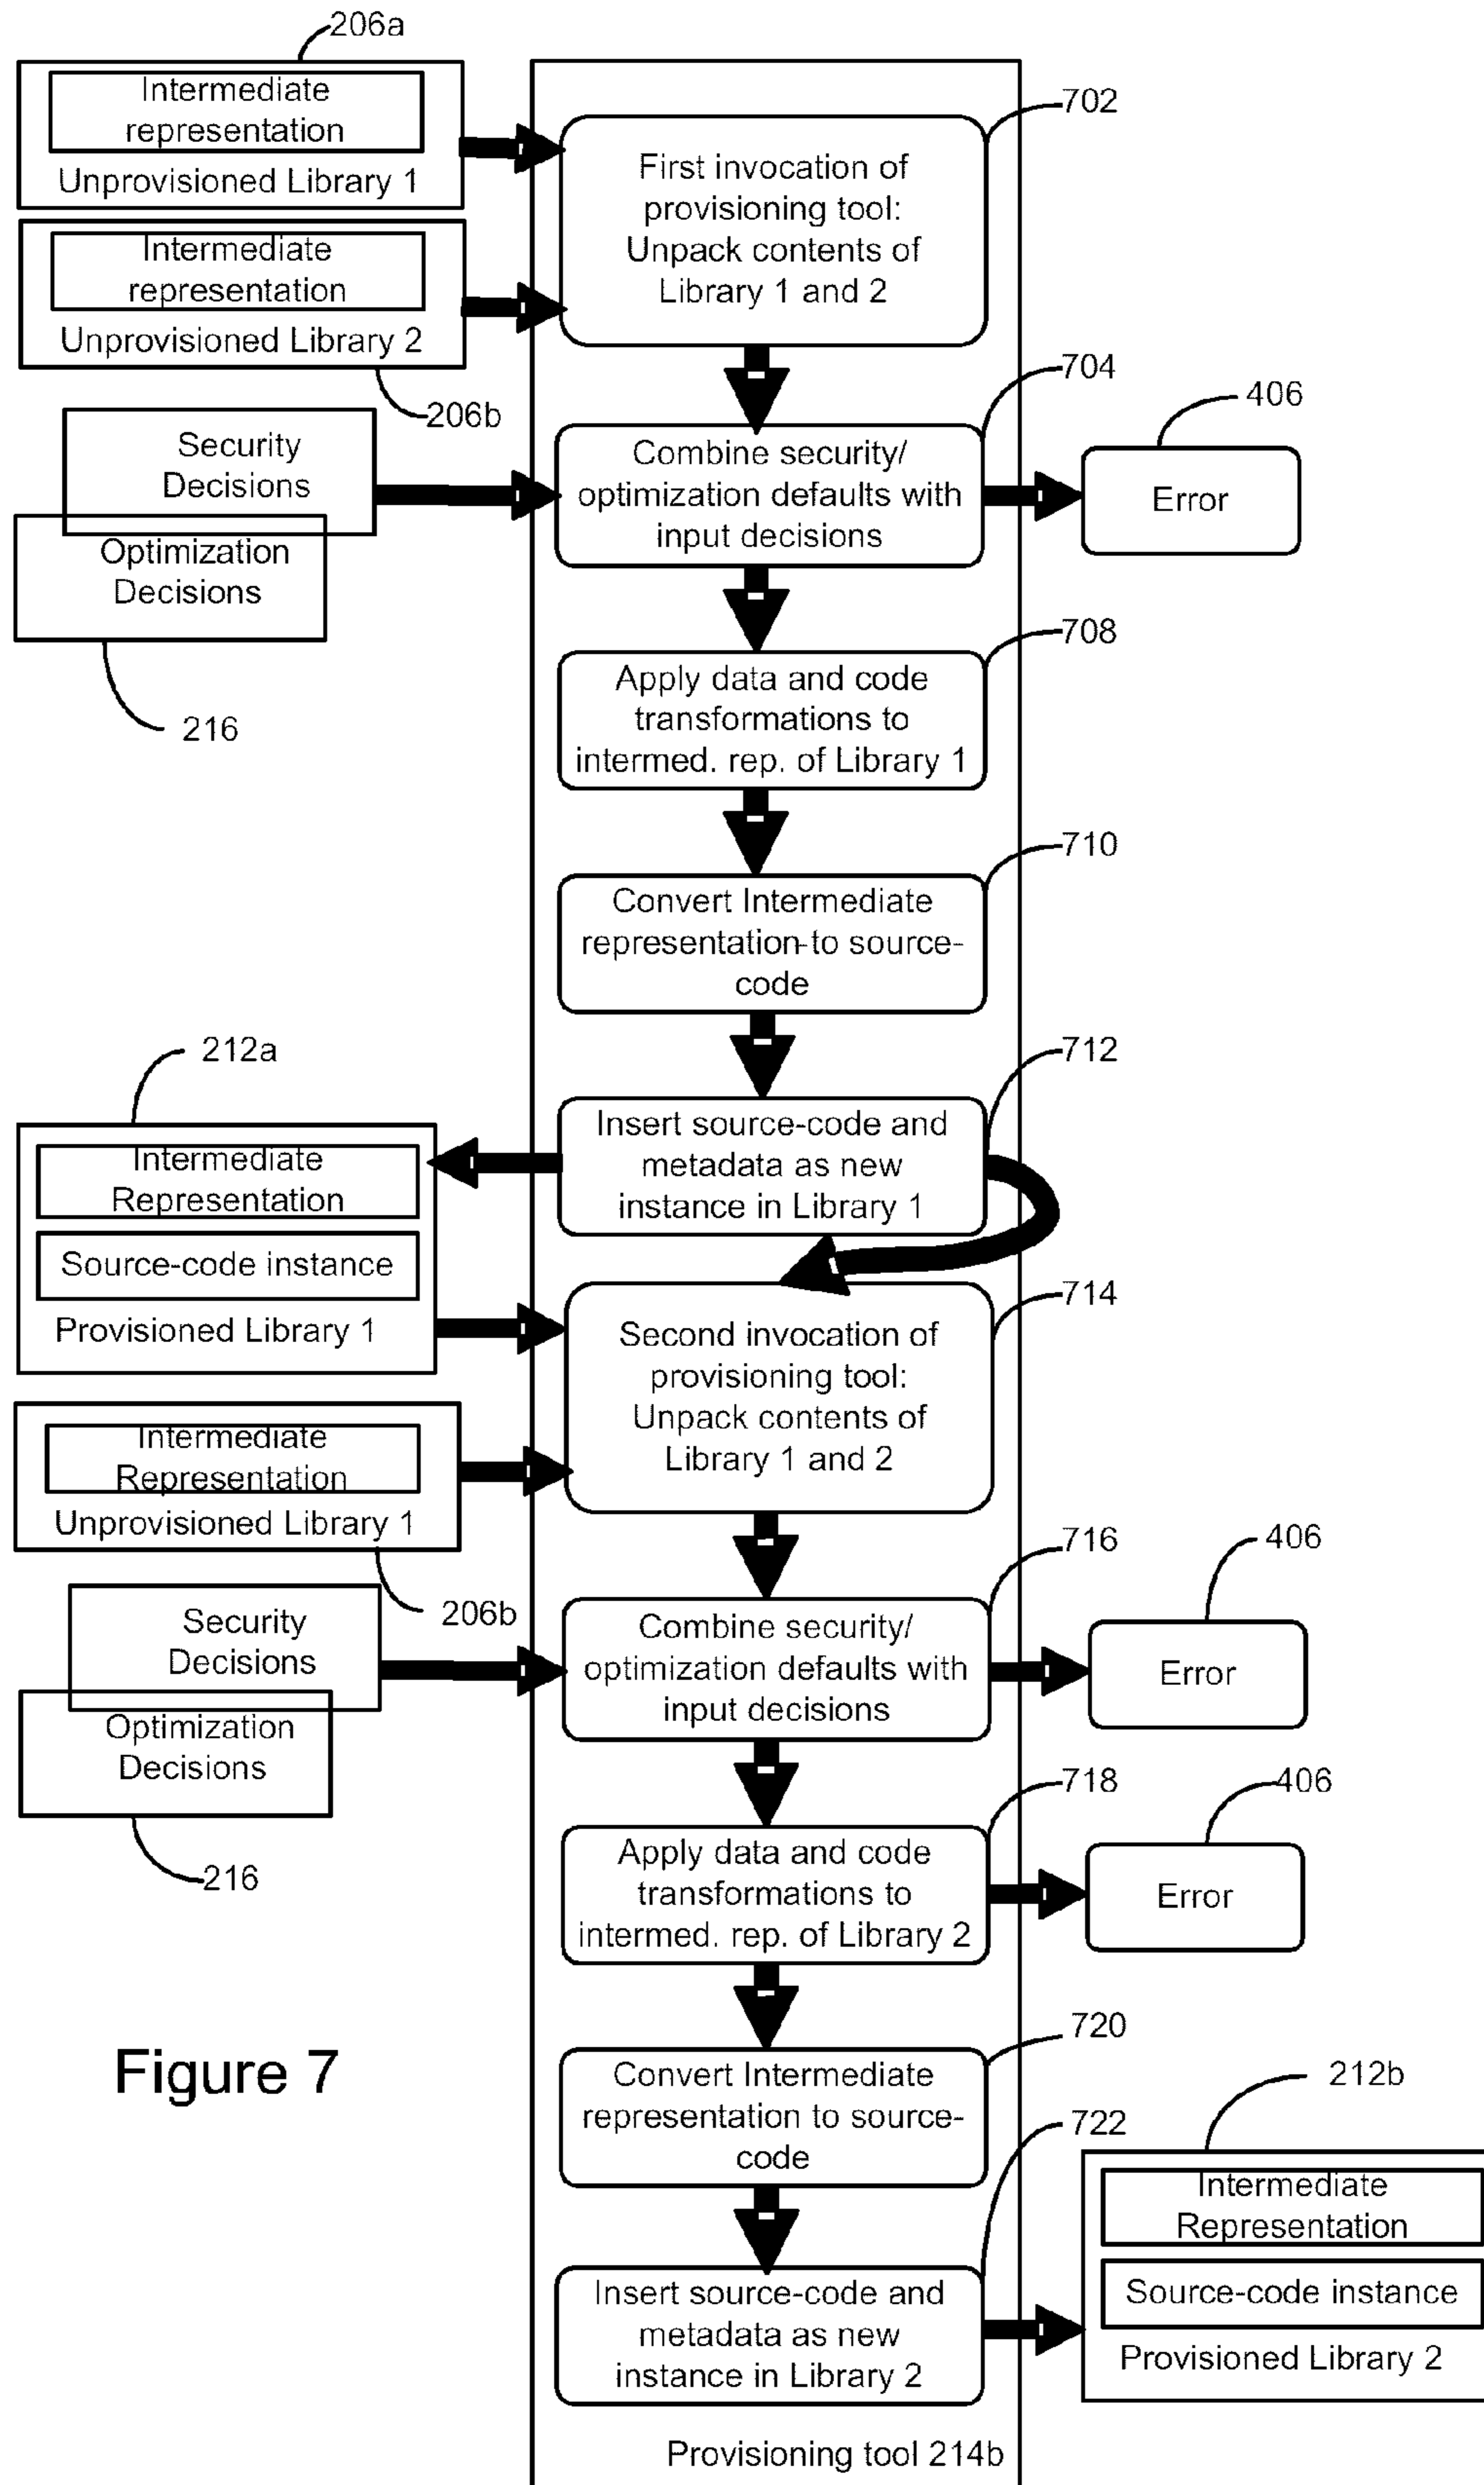 206a
Intermediate
representation
Unprovisioned Library 1
702
First invocation of
provisioning tool:
Unpack contents of
Library 1 and 2
Intermediate
representation
Unprovisioned Library 2
206b
704
406
Security
Decisions
Optimization
Decisions
216
Combine security/
optimization defaults with
input decisions
Error
708
Apply data and code
transformations to
intermed. rep. of Library 1
710
Convert Intermediate
representation-to source-
code
212a
712
Insert source-code and
metadata as new
instance in Library 1
Intermediate
Representation
Source-code instance
Provisioned Library 1
714
Second invocation of
provisioning tool:
Unpack contents of
Library 1 and 2
Intermediate
Representation
Unprovisioned Library 1
206b
716
406
Security
Decisions
Optimization
Decisions
216
Combine security/
optimization defaults with
input decisions
Error
718
406
Apply data and code
transformations to
intermed. rep. of Library 2
Error
Figure 7
720
Convert Intermediate
representation to source-
code
722
212b
Intermediate
Representation
Source-code instance
Provisioned Library 2
Insert source-code and
metadata as new
instance in Library 2
Provisioning tool 214b